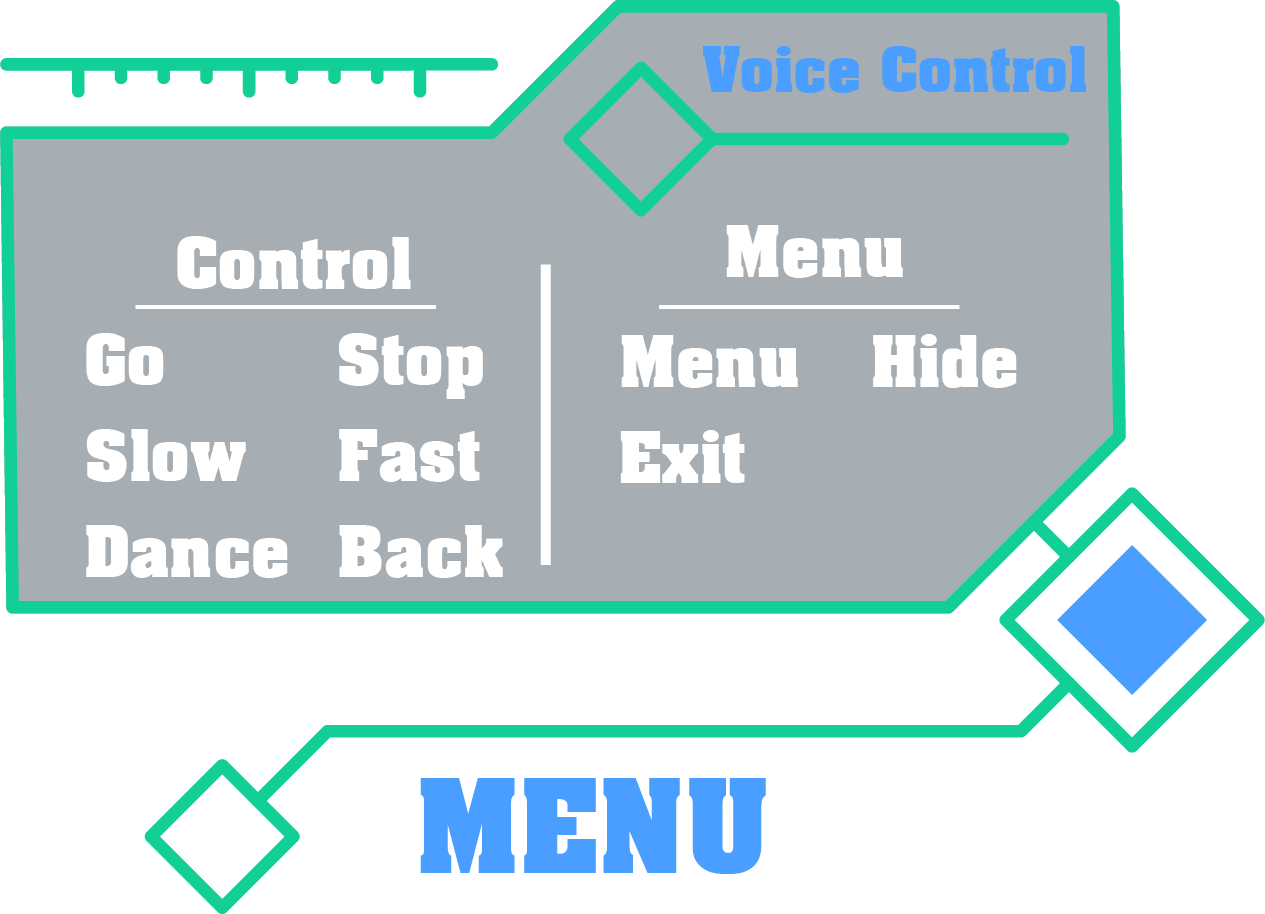 Voice Control
Control
Go Stop
Slow Fast
Dance Back
Menu
Menu Hide
Exit
MENU